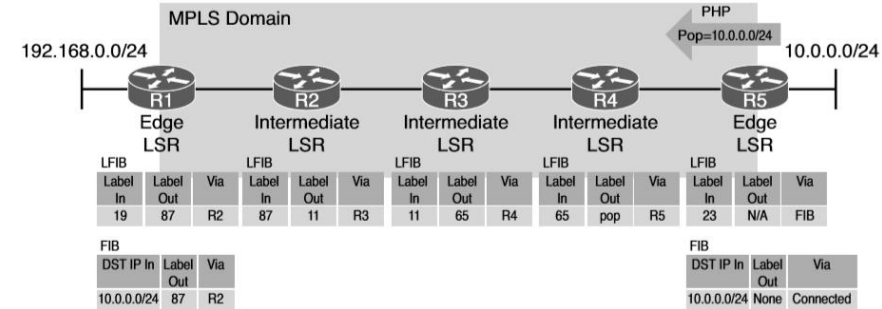 MPLS Domain
PHP
Pop=10.0.0.0/24
192.168.0.0/24
10.0.0.0/24
R1 R2 R3 R4 R5
Edge Intermediate Intermediate Intermediate Edge
LSR LSR LSR LSR LSR
LFIB LFIB LFIB LFIB LFIB
Label Label Via Label Label Via Label Label Via Label Label Via Label Label Via
In Out In Out In Out In Out In Out
19 87 R2 87 11 R3 11 65 R4 65 pop R5 23 N/A FIB
FIB FIB
DST IP In Label Via DST IP In Label Via
Out Out
10.0.0.0/24 87 R2 10.0.0.0/24 None Connected